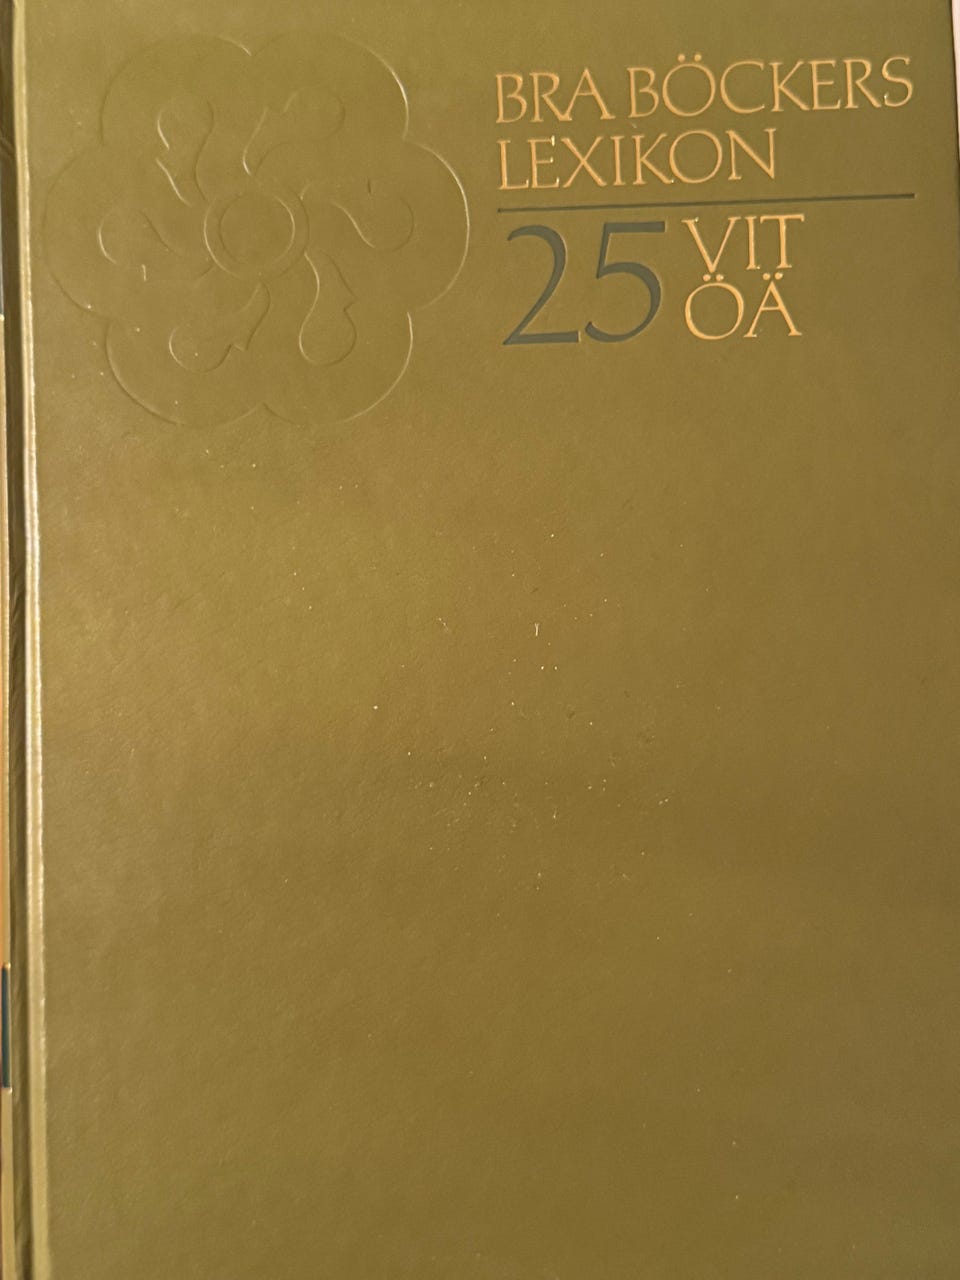 BRA BÖCKERS
LEXIKON
25 VIT
ÖÄ